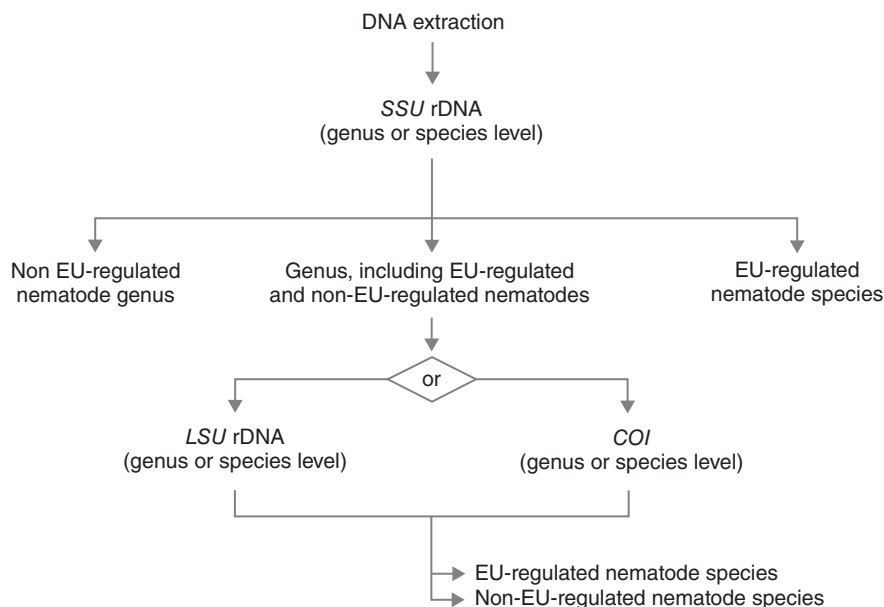 DNA extraction
SSU rDNA
(genus or species level)
Non EU-regulated
nematode genus
Genus, including EU-regulated
and non-EU-regulated nematodes
EU-regulated
nematode species
or
LSU rDNA
(genus or species level)
COI
(genus or species level)
EU-regulated nematode species
Non-EU-regulated nematode species